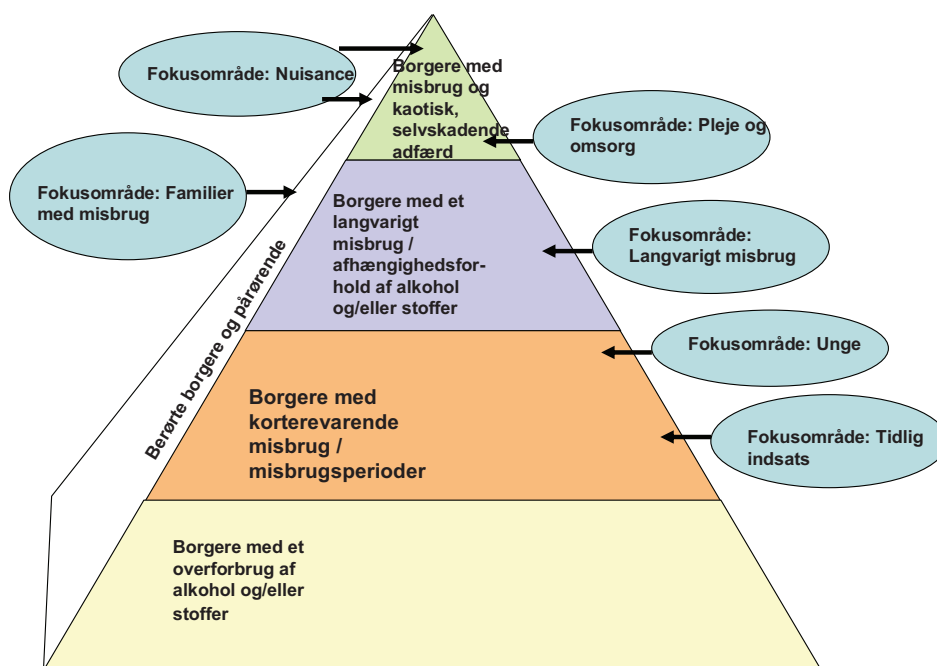 Fokusområde: Nuisance
Borgere med
misbrug og
kaotisk,
selvskadende
adfærd
Fokusområde: Pleje og
omsorg
Fokusområde: Familier
med misbrug
Borgere med et
langvarigt
misbrug /
afhængighedsfor-
hold af alkohol
og/eller stoffer
Fokusområde:
Langvarigt misbrug
Berørte borgere og pårørende
Fokusområde: Unge
Borgere med
korterevarende
misbrug /
misbrugsperioder
Fokusområde: Tidlig
indsats
Borgere med et
overforbrug af
alkohol og/eller
stoffer